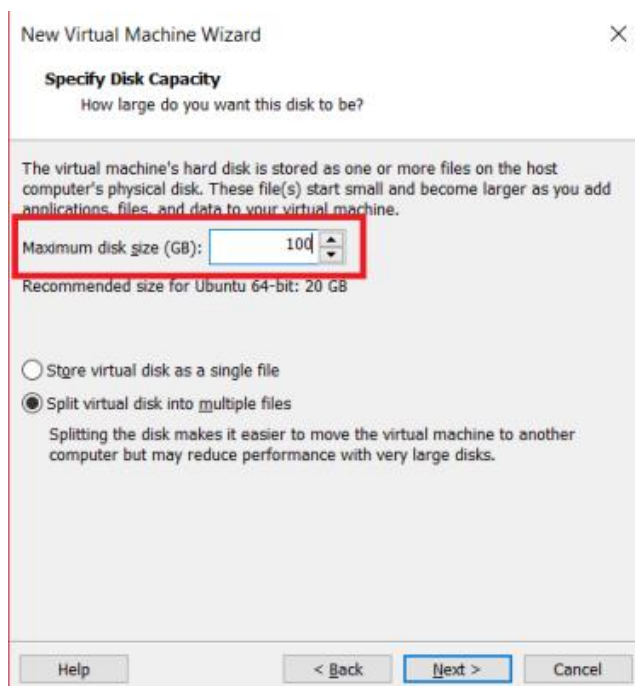 New Virtual Machine Wizard
Specify Disk Capacity
How large do you want this disk to be?
The virtual machine's hard disk is stored as one or more files on the host
computer's physical disk. These file(s) start small and become larger as you add
applications, files, and data to your virtual machine.
Maximum disk size (GB): 100
Recommended size for Ubuntu 64-bit: 20 GB
Store virtual disk as a single file
Split virtual disk into multiple files
Splitting the disk makes it easier to move the virtual machine to another
computer but may reduce performance with very large disks.
Help < Back Next > Cancel